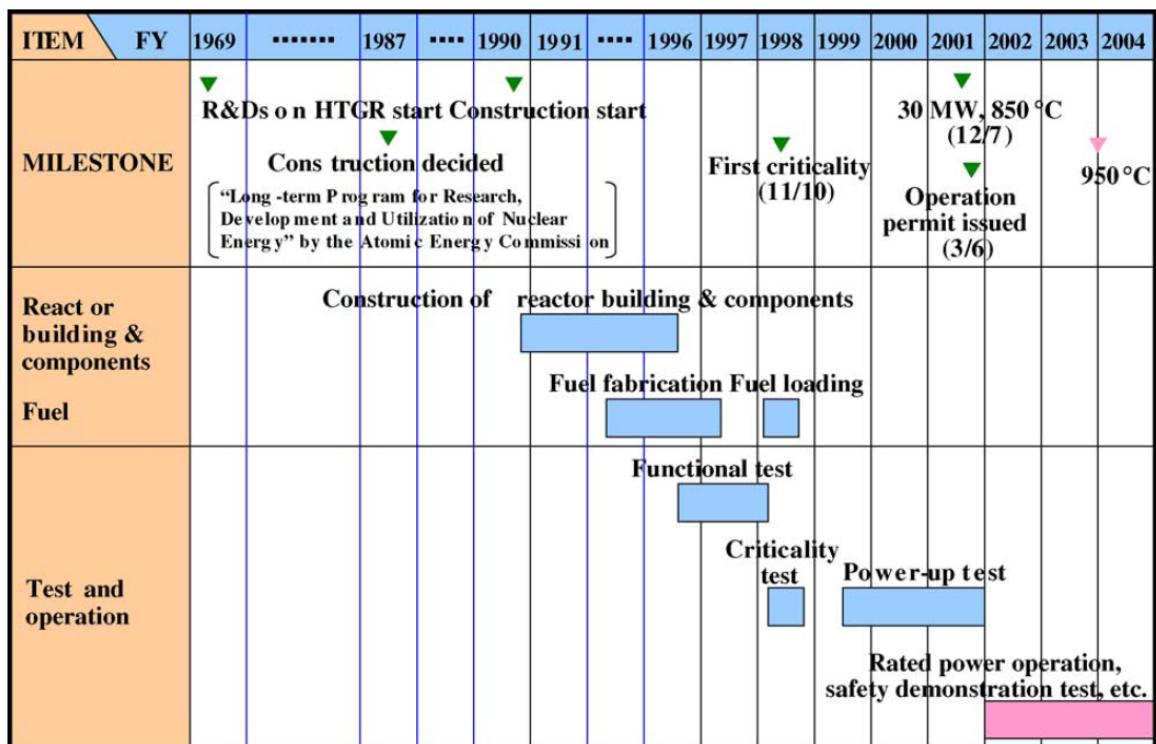 ITEM FY 1969 ······· 1987 ···· 1990 1991 ···· 1996 1997 1998 1999 2000 2001 2002 2003 2004
MILESTONE
R&Ds on HTGR start Construction start
Cons truction decided
“Long -term P rog ram for Research,
Develop ment a nd Utilization of Nuclear
Energy” by the Atomic Energy Commission
First criticality
(11/10)
30 MW, 850 °C
(12/7)
Operation
permit issued
(3/6)
950 °C
React or
building &
components
Construction of reactor building & components
Fuel
Fuel fabrication Fuel loading
Test and
operation
Functional test
Criticality
test
Power-up test
Rated power operation,
safety demonstration test, etc.